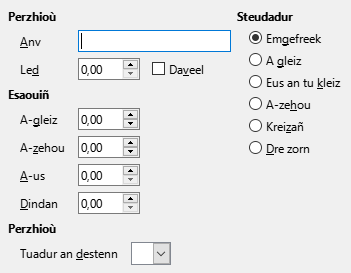 Perzhioù
Anv
Led 0,00 Daveel
Esaouiñ
A-gleiz 0,00
A-zehou 0,00
A-us 0,00
Dindan 0,00
Perzhioù
Tuadur an destenn
Steudadur
Emgefreek
A gleiz
Eus an tu kleiz
A-zehou
Kreizañ
Dre zorn